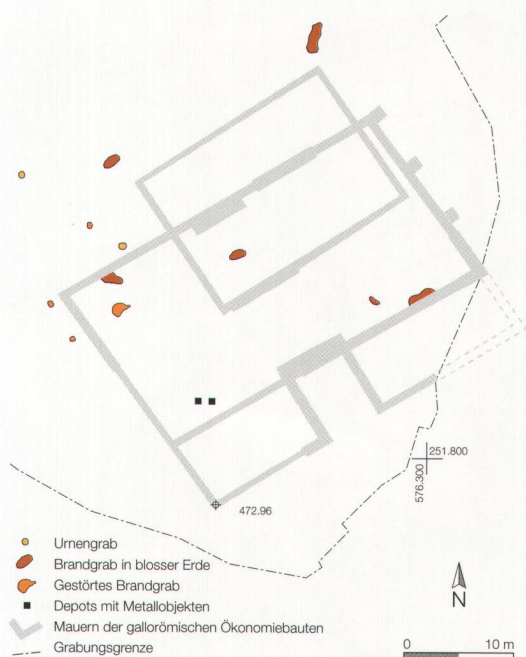 251.800
576.300
472.96
Urnengrab
Brandgrab in blosser Erde
Gestörtes Brandgrab
Depots mit Metallobjekten
Mauern der gallorömischen Ökonomiebauten
Grabungsgrenze
N
0 10 m